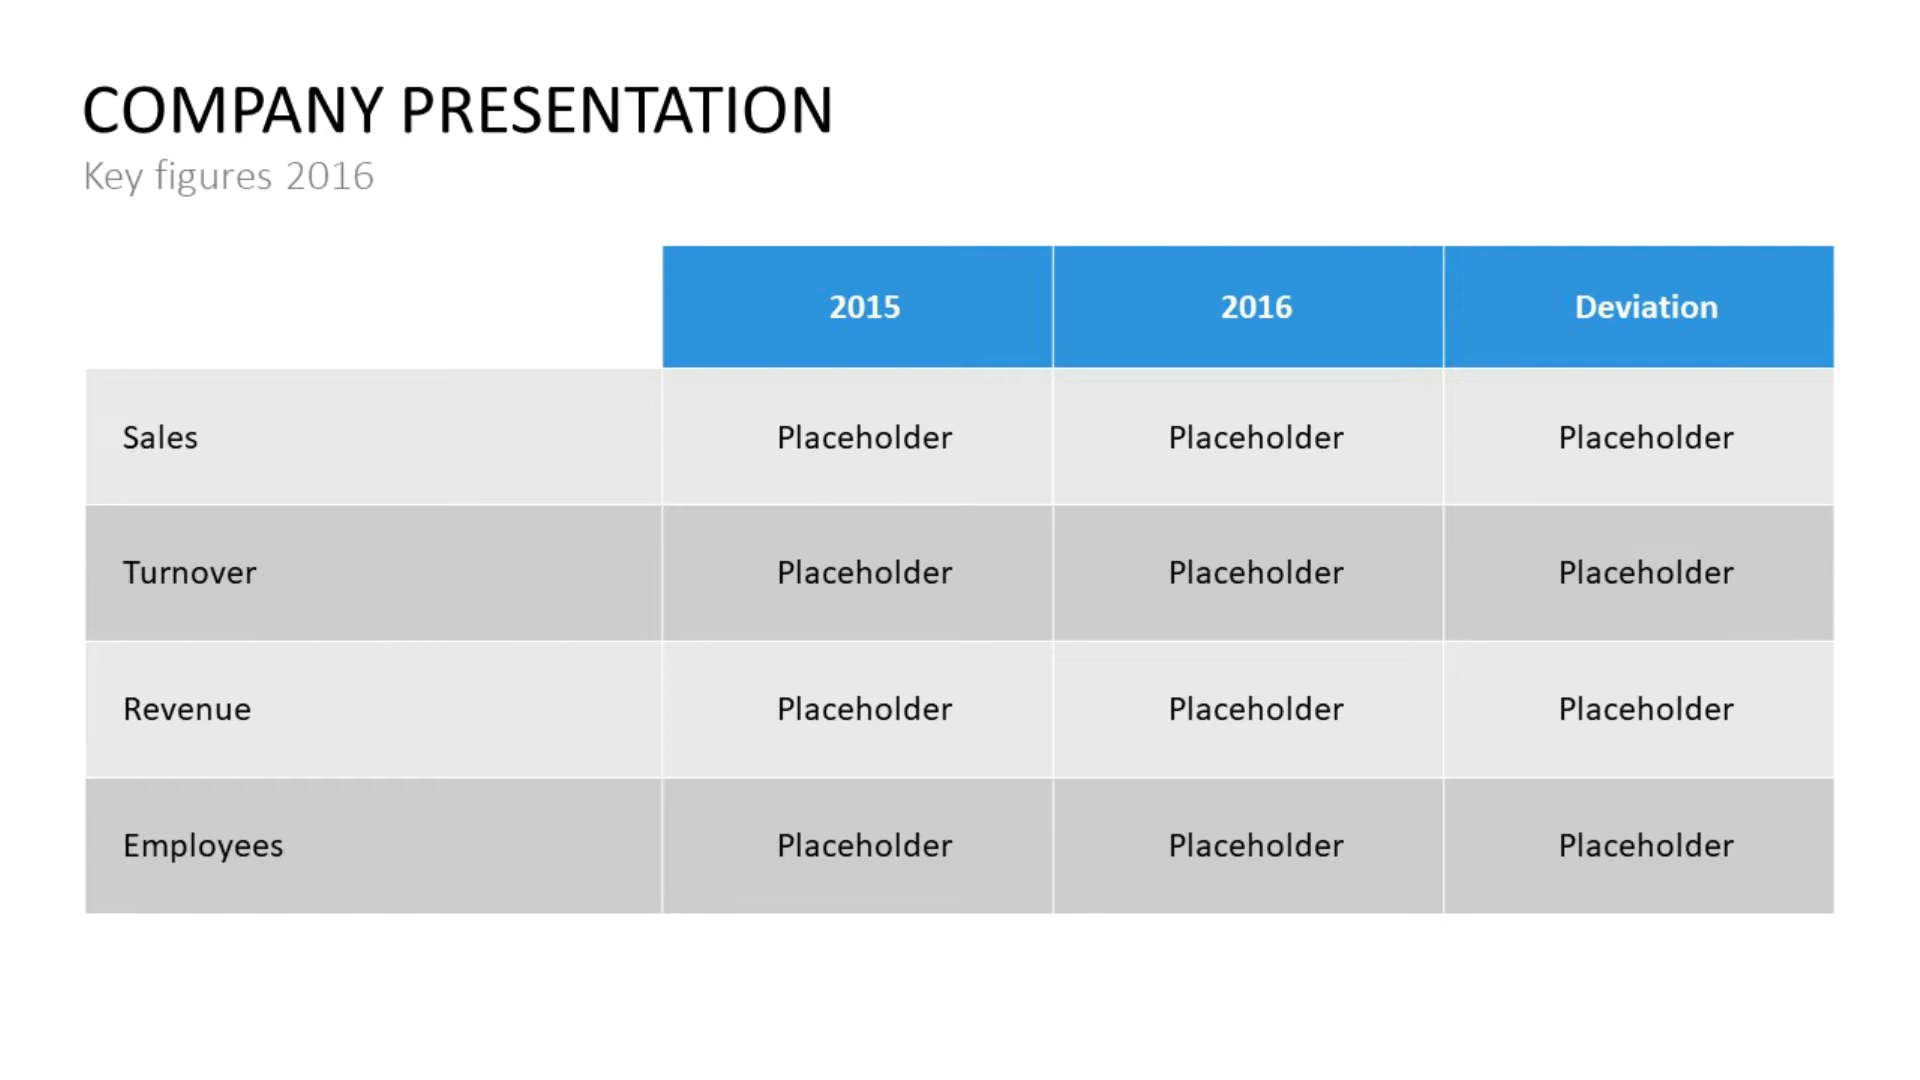 COMPANY PRESENTATION
Key figures 2016
2015 2016 Deviation
Sales Placeholder Placeholder Placeholder
Turnover Placeholder Placeholder Placeholder
Revenue Placeholder Placeholder Placeholder
Employees Placeholder Placeholder Placeholder